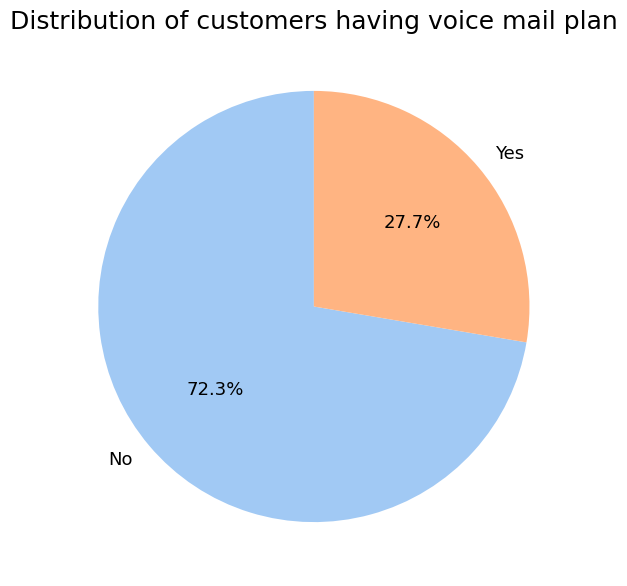 Distribution of customers having voice mail plan
Yes
27.7%
72.3%
No